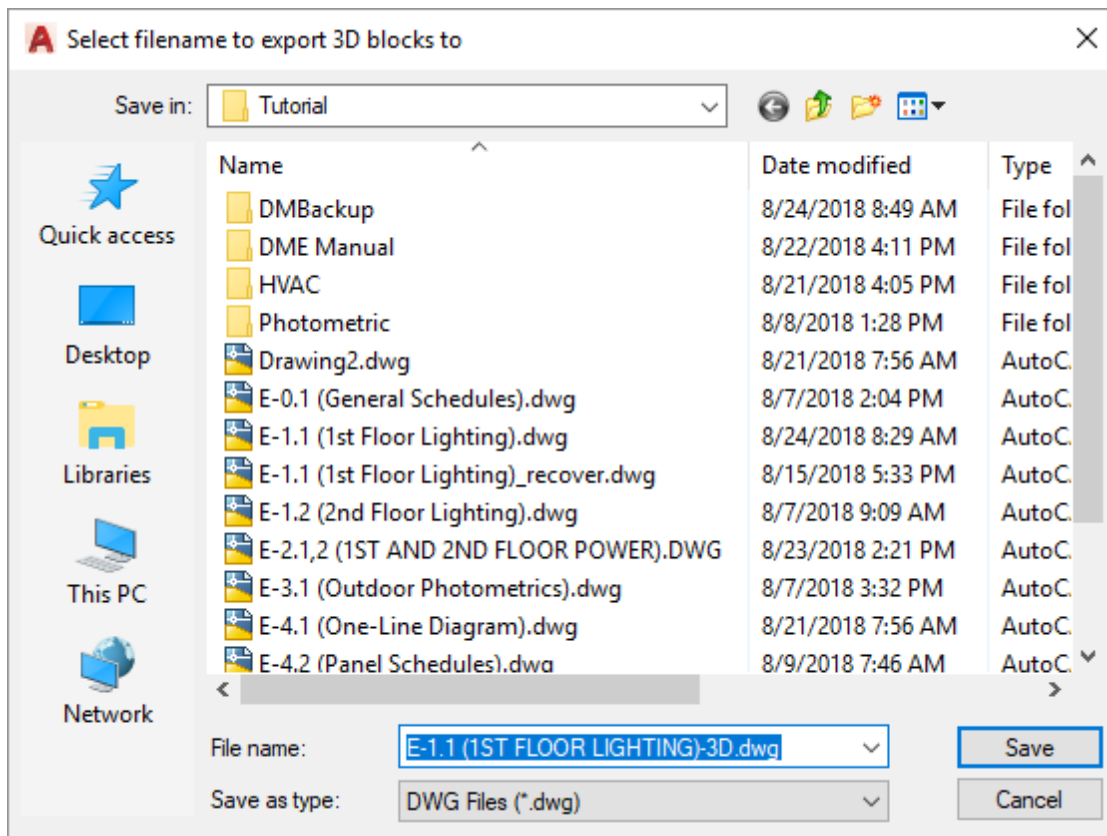 Select filename to export 3D blocks to
Save in: Tutorial
Name Date modified Type
Quick access
Desktop
Libraries
This PC
Network
DMBackup 8/24/2018 8:49 AM File fol
DME Manual 8/22/2018 4:11 PM File fol
HVAC 8/21/2018 4:05 PM File fol
Photometric 8/8/2018 1:28 PM File fol
Drawing2.dwg 8/21/2018 7:56 AM AutoC.
E-0.1 (General Schedules).dwg 8/7/2018 2:04 PM AutoC.
E-1.1 (1st Floor Lighting).dwg 8/24/2018 8:29 AM AutoC.
E-1.1 (1st Floor Lighting)_recover.dwg 8/15/2018 5:33 PM AutoC.
E-1.2 (2nd Floor Lighting).dwg 8/7/2018 9:09 AM AutoC.
E-2.1,2 (1ST AND 2ND FLOOR POWER).DWG 8/23/2018 2:21 PM AutoC.
E-3.1 (Outdoor Photometrics).dwg 8/7/2018 3:32 PM AutoC.
E-4.1 (One-Line Diagram).dwg 8/21/2018 7:56 AM AutoC.
E-4.2 (Panel Schedules).dwg 8/9/2018 7:46 AM AutoC.
File name: E-1.1 (1ST FLOOR LIGHTING)-3D.dwg Save
Save as type: DWG Files (*.dwg) Cancel